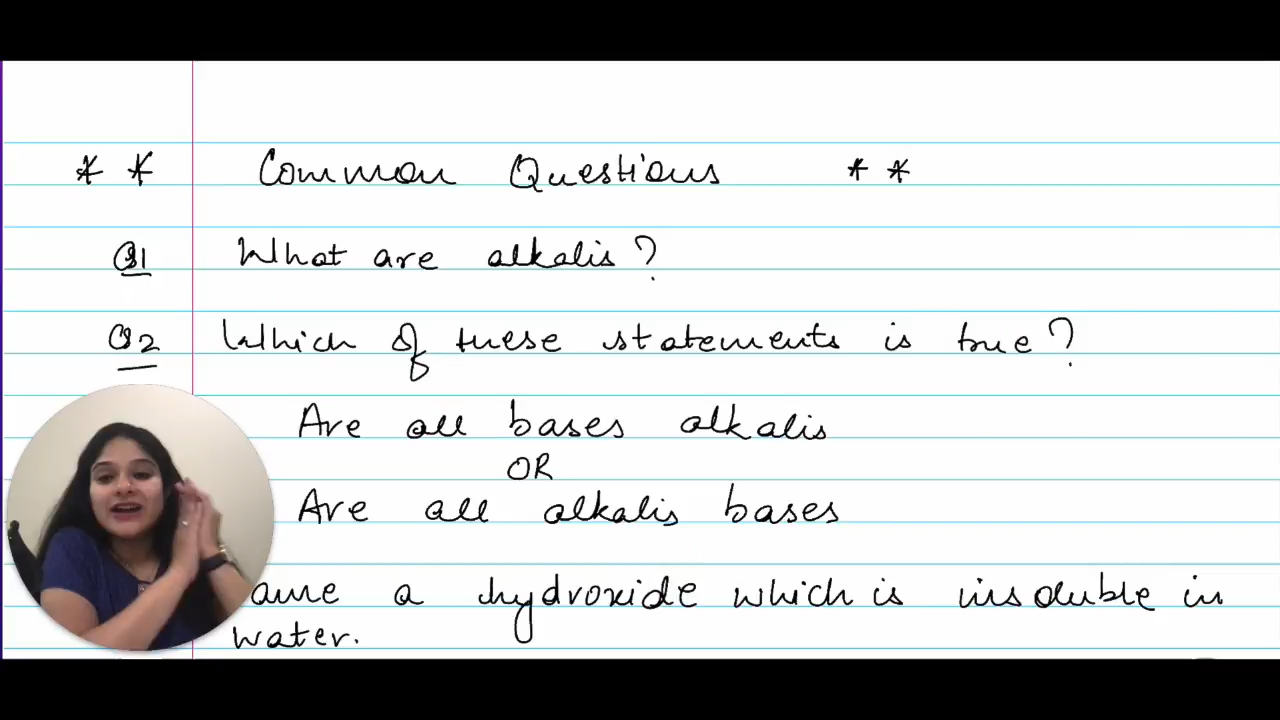 ** Common Questions **
Q1 What are alkalis?
Q2 Which of these statements is true?
Are all bases alkalis
OR
Are all alkalis bases
ame a hydroxide which is insoluble in
water.